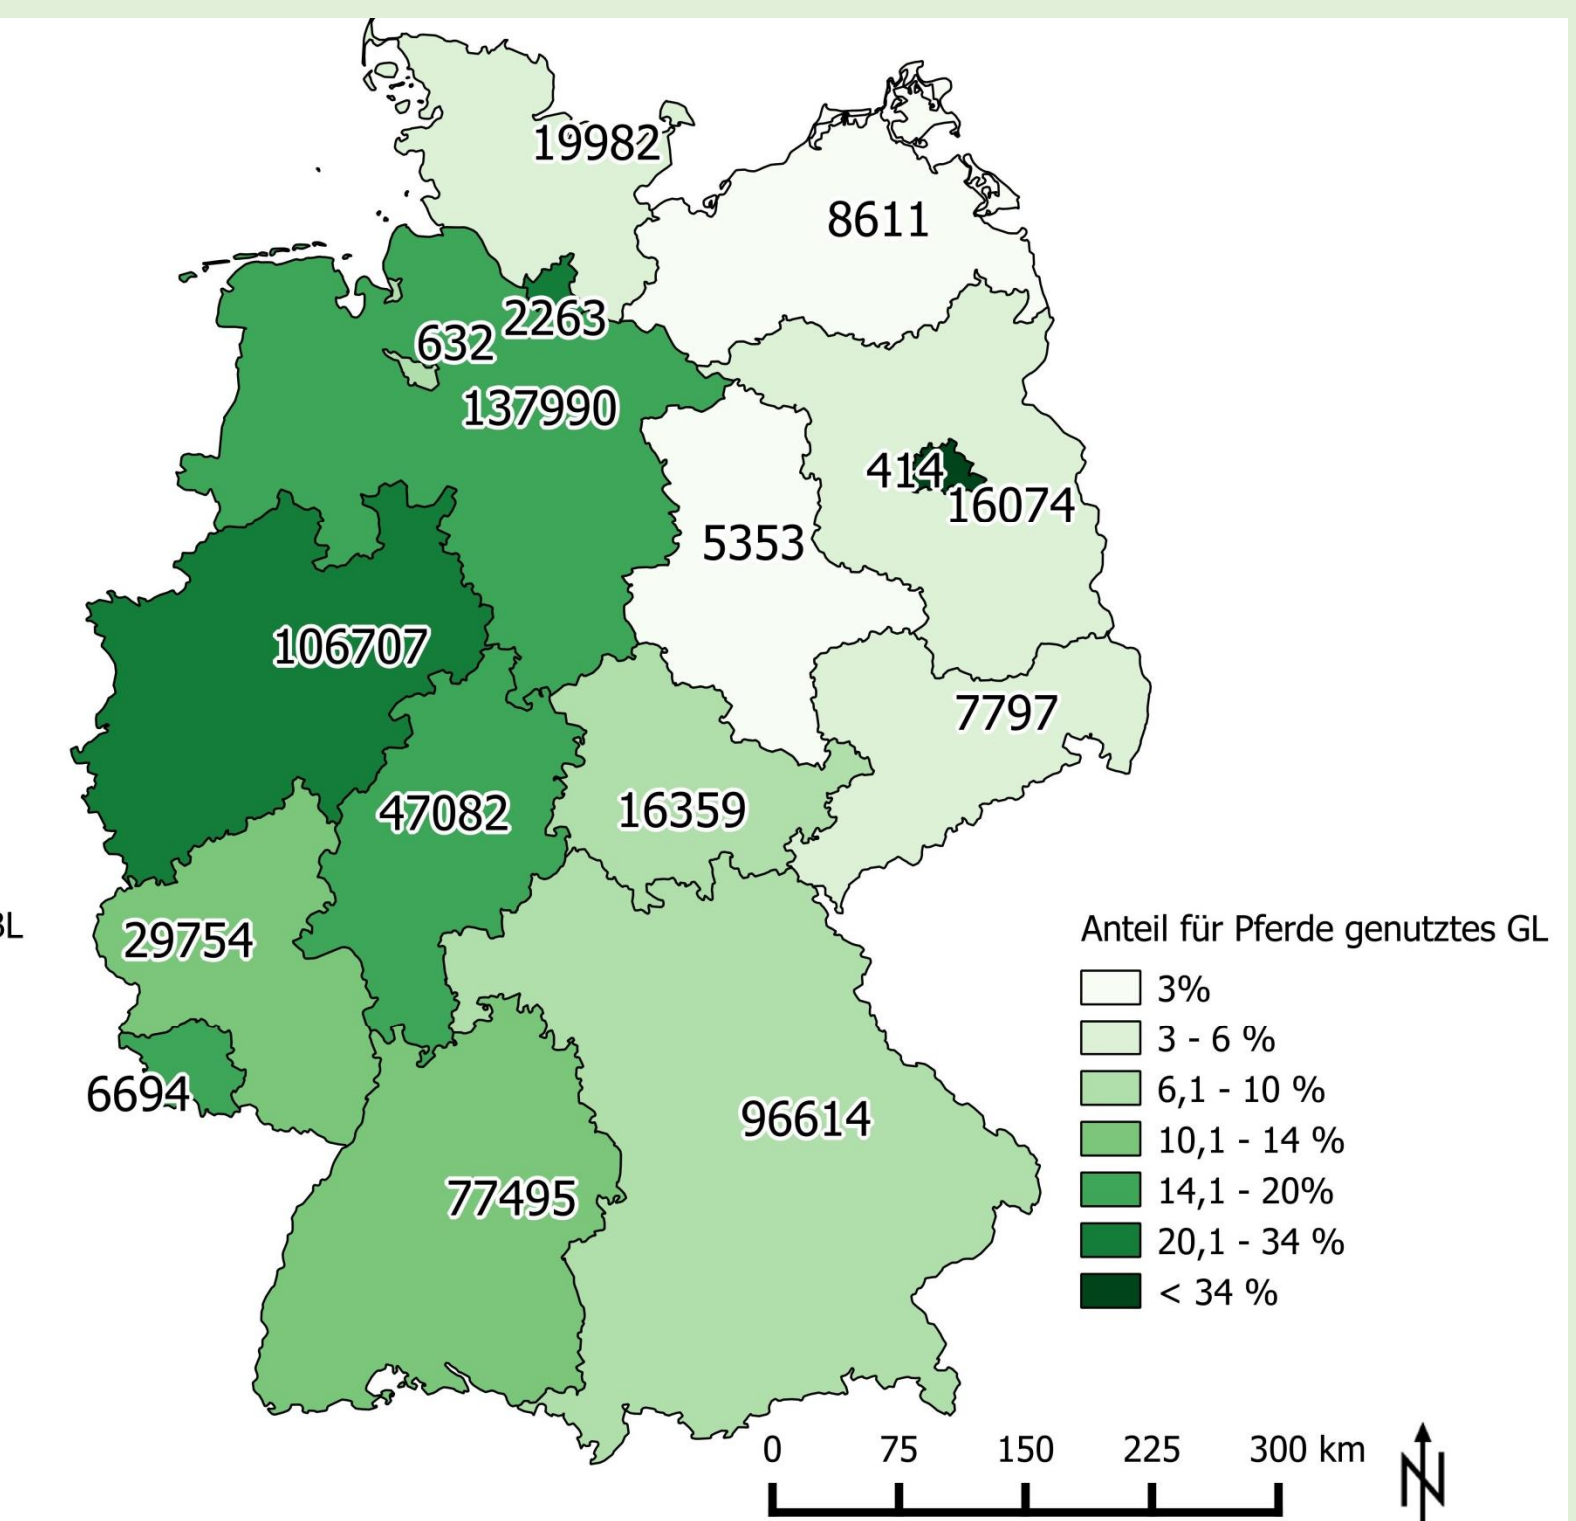 19982
8611
2263
632
137990
414
16074
5353
106707
7797
47082
16359
BL
29754
6694
96614
77495
Anteil für Pferde genutztes GL
3%
3 - 6 %
6,1 - 10 %
10,1 - 14 %
14,1 - 20%
20,1 - 34 %
< 34 %
0 75 150 225 300 km
N